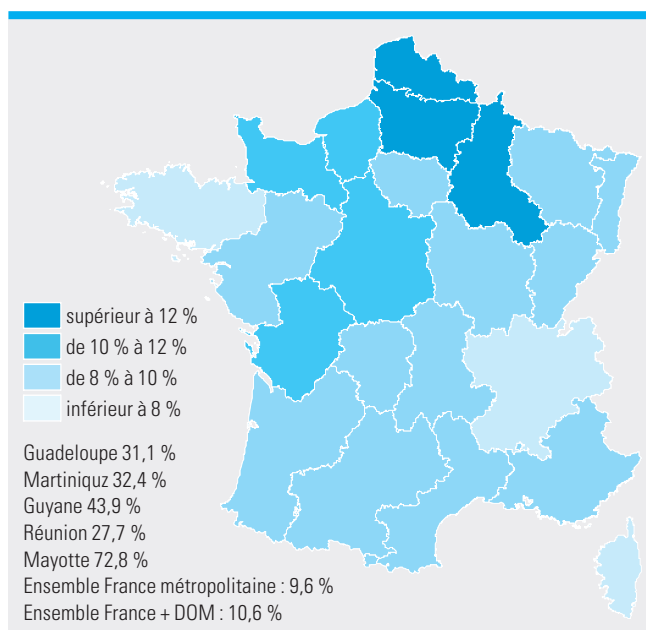 supérieur à 12 %
de 10 % à 12 %
de 8 % à 10 %
inférieur à 8 %
Guadeloupe 31,1 %
Martiniquz 32,4 %
Guyane 43,9 %
Réunion 27,7 %
Mayotte 72,8 %
Ensemble France métropolitaine : 9,6 %
Ensemble France + DOM : 10,6 %